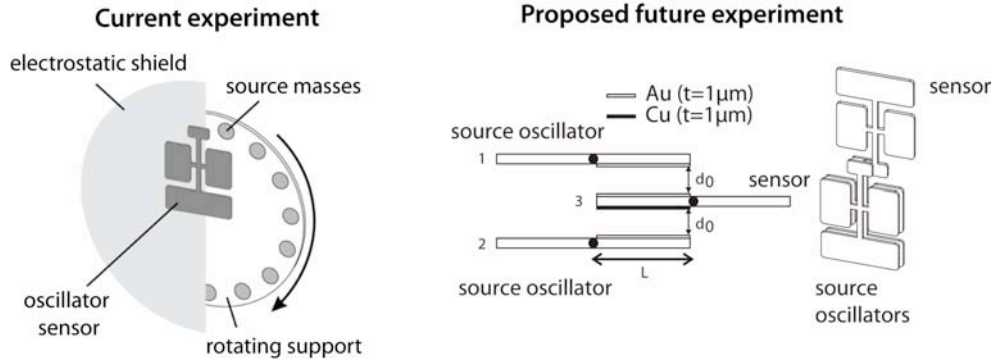 Current experiment
electrostatic shield
source masses
oscillator
sensor
rotating support
Proposed future experiment
Au (t=1μm)
Cu (t=1μm)
source oscillator
1
d0
sensor
3
d0
2
L
source oscillator
sensor
source
oscillators